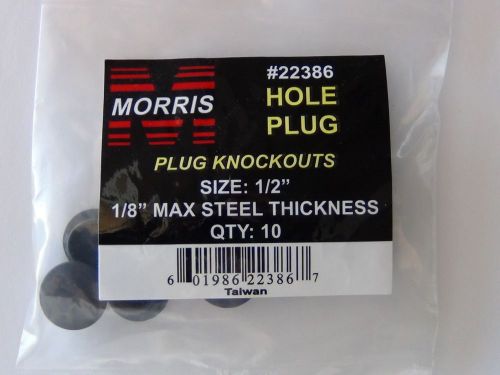 #22386
MORRIS
HOLE
PLUG
PLUG KNOCKOUTS
SIZE: 1/2”
1/8” MAX STEEL THICKNESS
QTY: 10
6 01986 22386 7
Taiwan